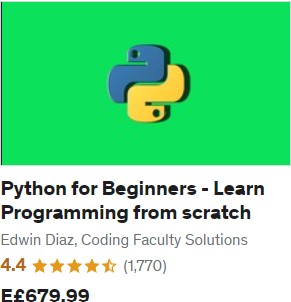 Python for Beginners - Learn
Programming from scratch
Edwin Diaz, Coding Faculty Solutions
4.4 (1,770)
E£679.99